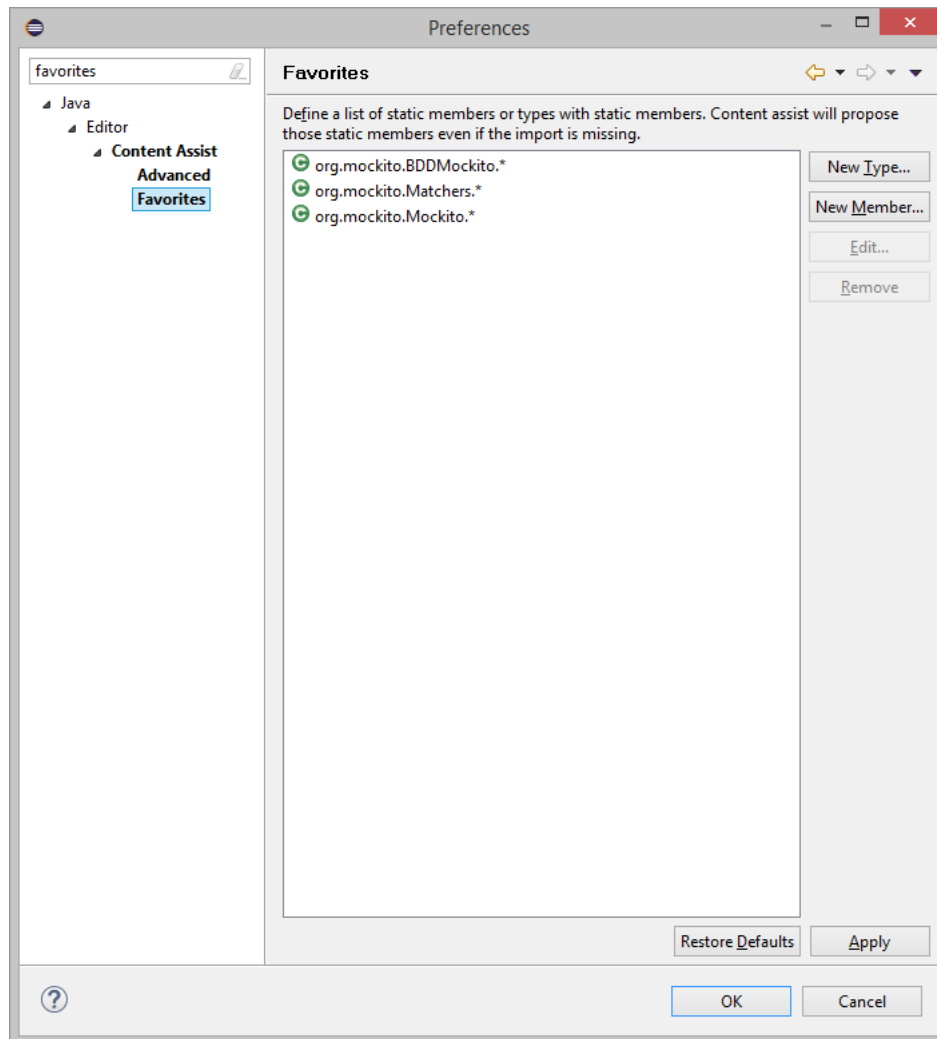 Preferences
favorites
Java
Editor
Content Assist
Advanced
Favorites
Favorites
Define a list of static members or types with static members. Content assist will propose
those static members even if the import is missing.
org.mockito.BDDMockito.*
org.mockito.Matchers.*
org.mockito.Mockito.*
New Type...
New Member...
Edit...
Remove
Restore Defaults
Apply
OK
Cancel